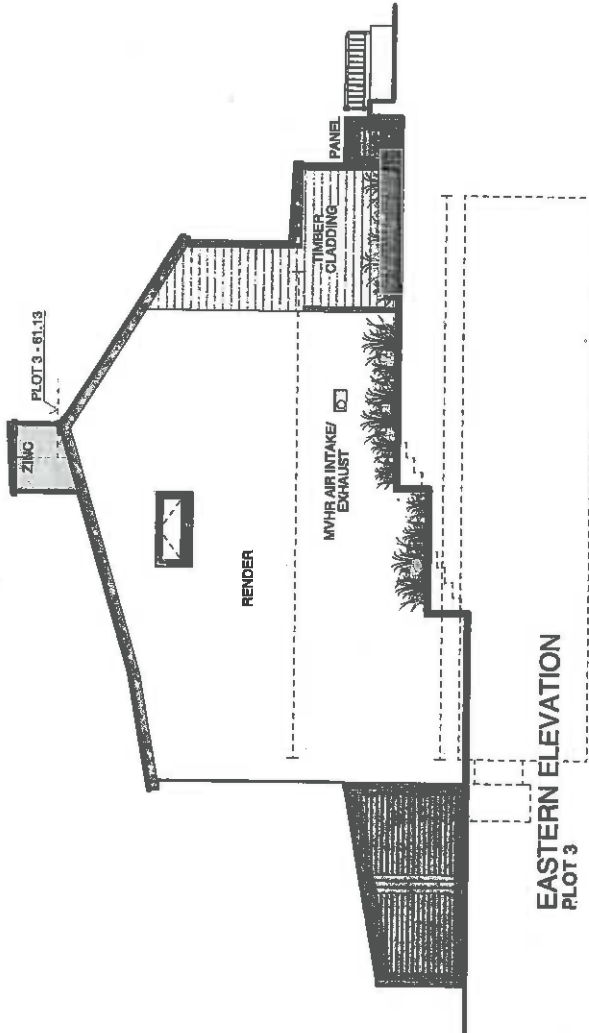 ZINC
PLOT 3 - 61.13
RENDER
MVHR AIR INTAKE/
EXHAUST
TIMBER
CLADDING
PANEL
EASTERN ELEVATION
PLOT 3